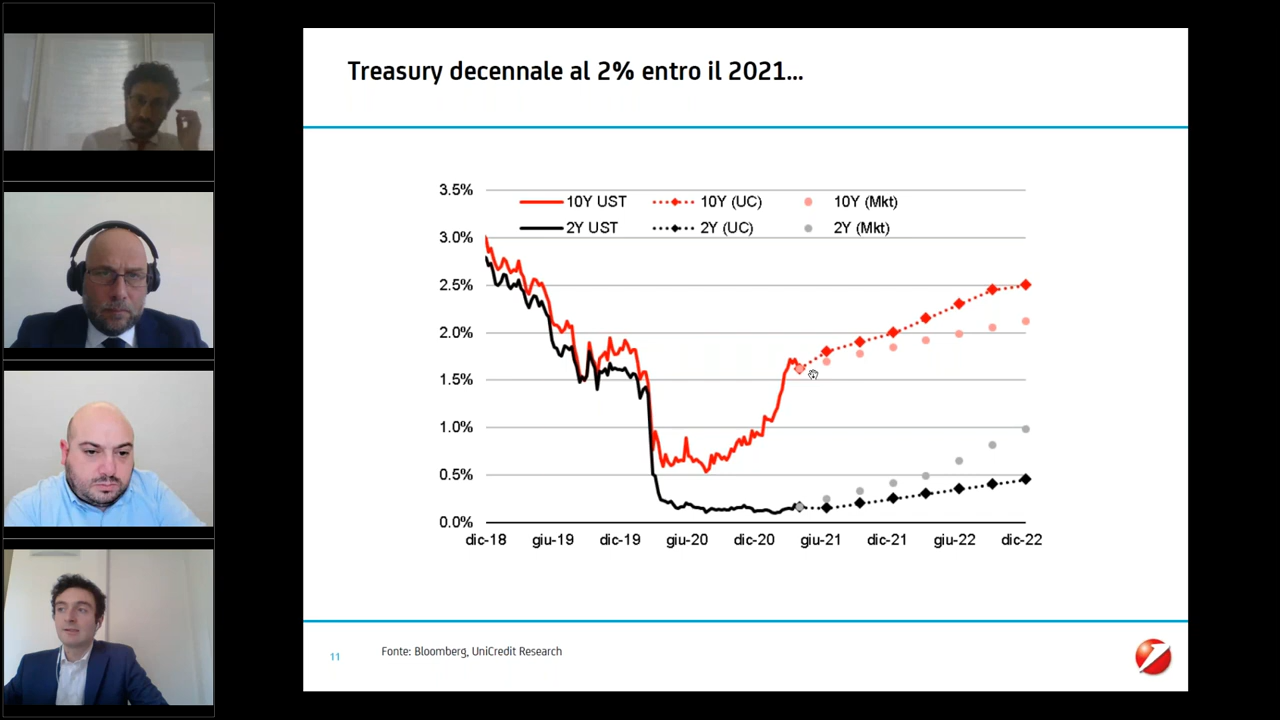 Treasury decennale al 2% entro il 2021...
3.5%
10Y UST 10Y (UC) 10Y (Mkt)
2Y UST 2Y (UC) 2Y (Mkt)
3.0%
2.5%
2.0%
1.5%
1.0%
0.5%
0.0%
dic-18 giu-19 dic-19 giu-20 dic-20 giu-21 dic-21 giu-22 dic-22
11 Fonte: Bloomberg, UniCredit Research